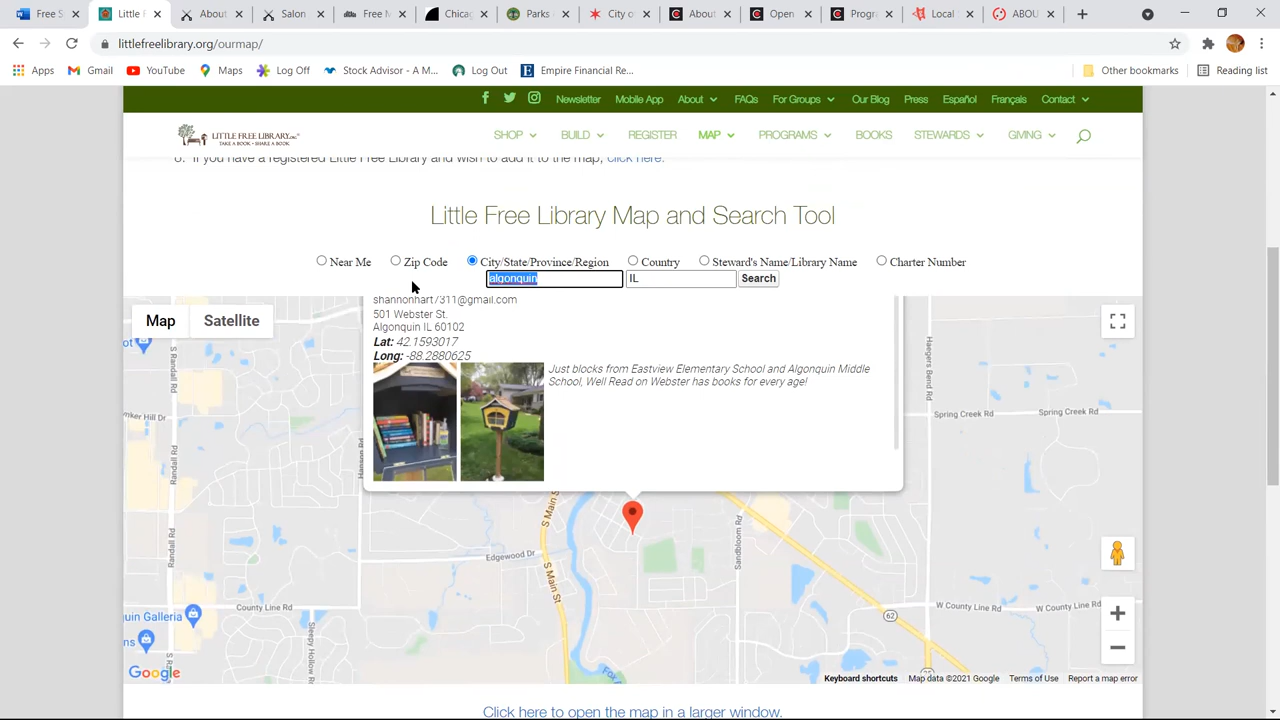 Free S
Little F
About
Salon
Free N
Chicag
Pa
City o
About
Open
Progr
Local
ABOU
littlefreelibrary.org/ourmap/
Apps Gmail YouTube Maps Log Off Stock Advisor - A M... Log Out Empire Financial Re... Other bookmarks Reading list
Newsletter Mobile App About FAQs For Groups Our Blog Press Español Français Contact
LITTLE FREE LIBRARY.ORG
TAKE A BOOK • SHARE A BOOK
SHOP BUILD REGISTER MAP PROGRAMS BOOKS STEWARDS GIVING
If you have a registered Little Free Library and wish to add it to the map, click here.
Little Free Library Map and Search Tool
Near Me Zip Code City/State/Province/Region Country Steward's Name/Library Name Charter Number
algonquin IL Search
shannonhart7311@gmail.com
501 Webster St.
Algonquin IL 60102
Lat: 42.1593017
Long: -88.2880625
Just blocks from Eastview Elementary School and Algonquin Middle
School, Well Read on Webster has books for every age!
Map Satellite
S Randall Rd
Haegers Bend Rd
Spring Creek Rd
Spring Creek Rd
Hanson Rd
Randall Rd
S Main St
Edgewood Dr
Sandbloom Rd
S Main St
County Line Rd
W County Line Rd
W County Line Rd
Sleepy Hollow Rd
quin Galleria
62
Google
Keyboard shortcuts Map data ©2021 Google Terms of Use Report a map error
Click here to open the map in a larger window.